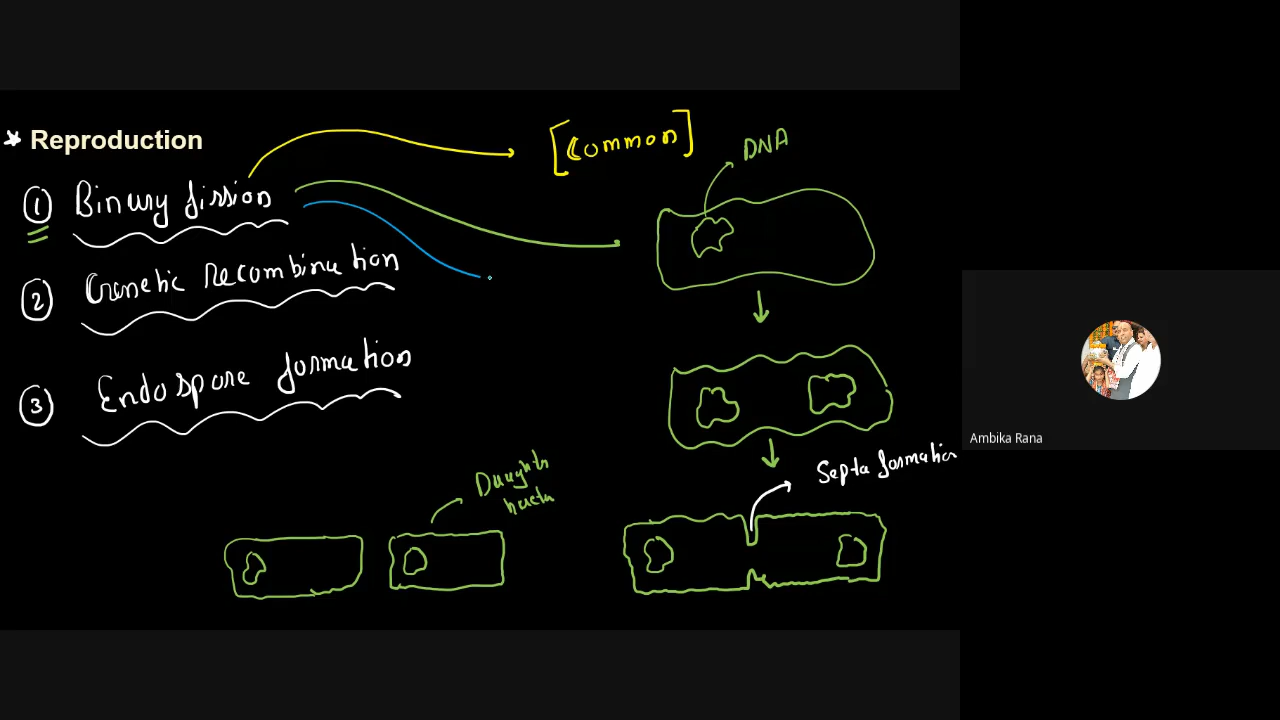 * Reproduction
[Common]
DNA
① Binary fission
② Genetic recombination
③ Endospore formation
Septa formation
Ambika Rana